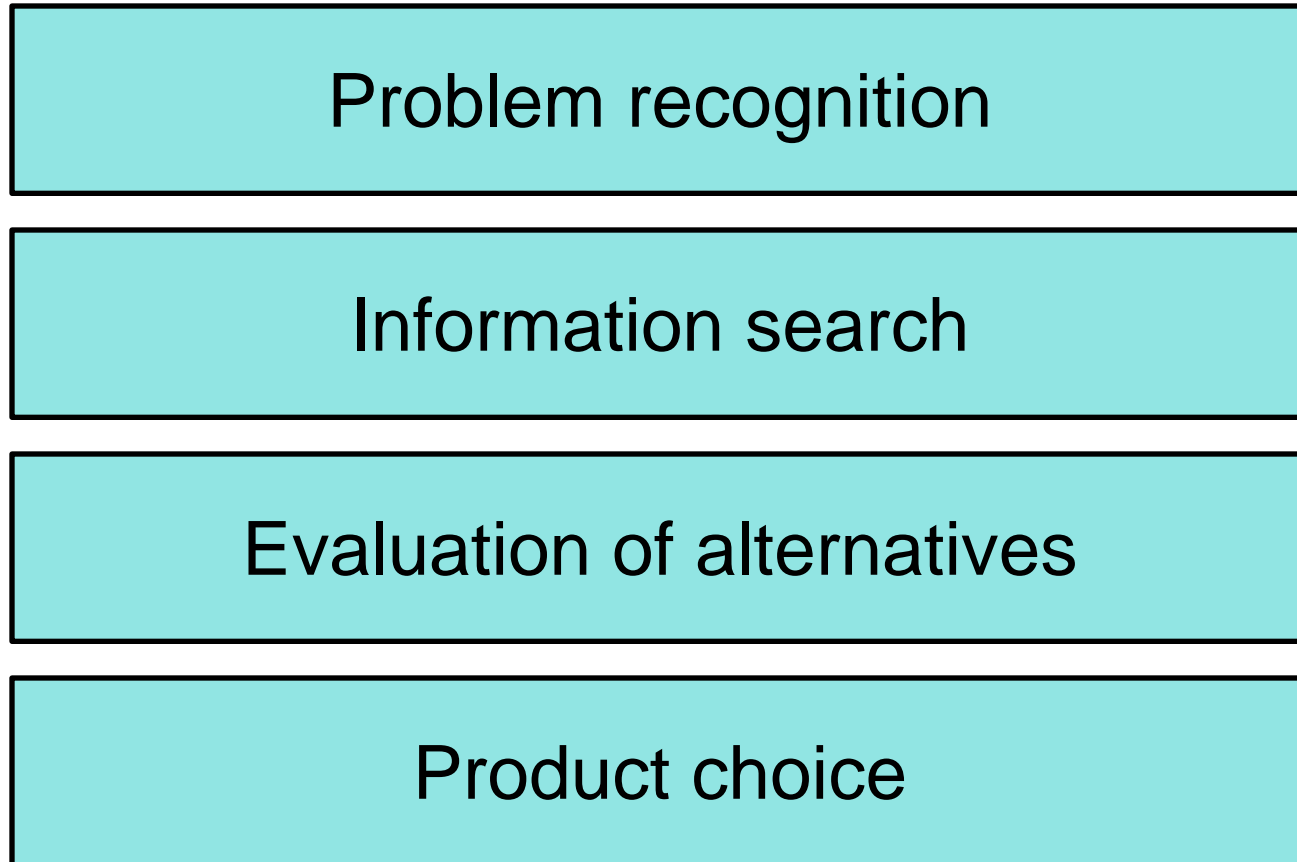 Problem recognition
Information search
Evaluation of alternatives
Product choice